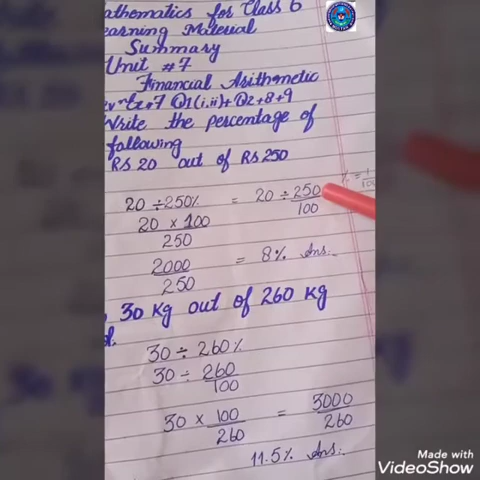 athematics for Class 6
earning Material
Summary
Unit # 7
Financial Arithmetic
7 Q1(i,ii)+Q2+8+9
Write the percentage of
following
RS 20 out of RS 250
20 ÷ 250% = 20 ÷ 250/100
% = 1/100
20 × 100/250
2000/250 = 8% Ans:
30 Kg out of 260 Kg
30 ÷ 260%
30 ÷ 260/100
30 × 100/260 = 3000/260
11.5% Ans:
Made with
VideoShow